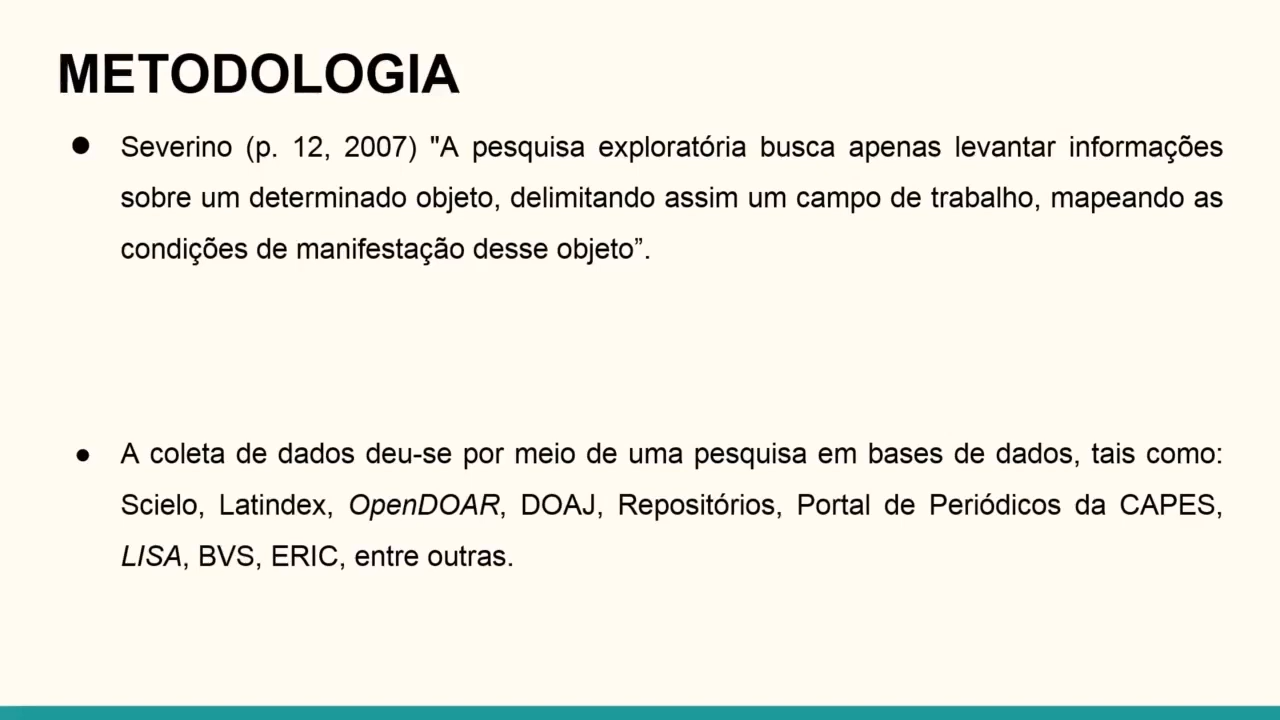 METODOLOGIA
● Severino (p. 12, 2007) "A pesquisa exploratória busca apenas levantar informações
sobre um determinado objeto, delimitando assim um campo de trabalho, mapeando as
condições de manifestação desse objeto”.
● A coleta de dados deu-se por meio de uma pesquisa em bases de dados, tais como:
Scielo, Latindex, OpenDOAR, DOAJ, Repositórios, Portal de Periódicos da CAPES,
LISA, BVS, ERIC, entre outras.